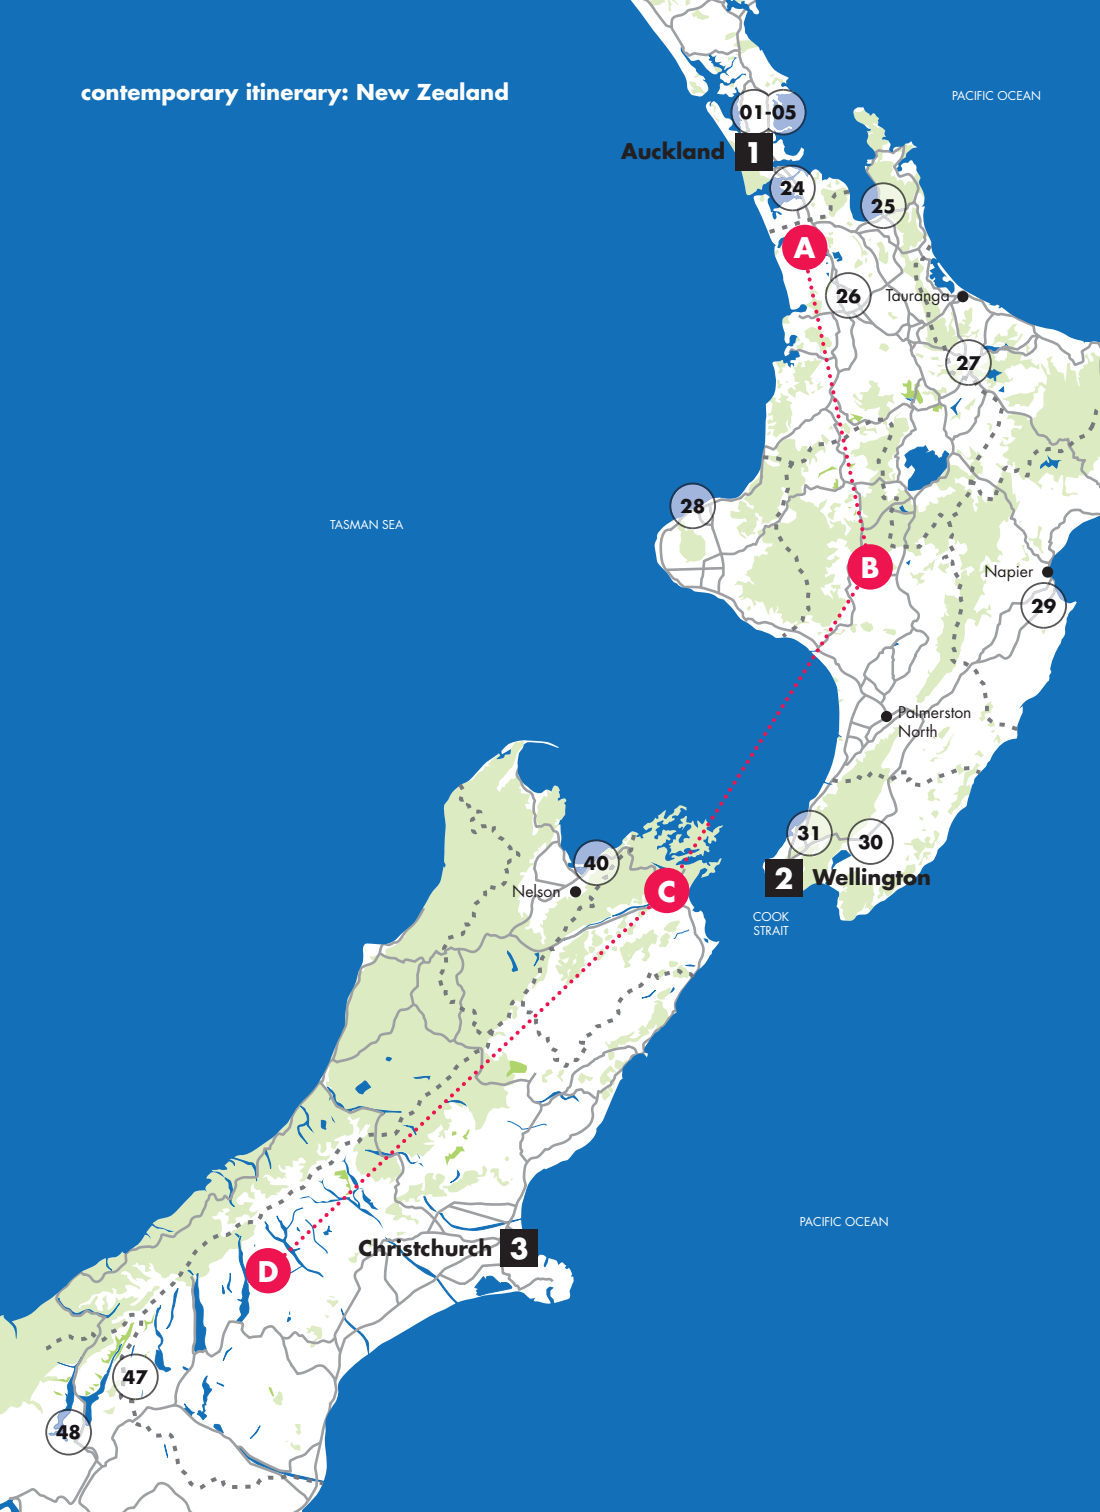 contemporary itinerary: New Zealand
PACIFIC OCEAN
01-05
Auckland 1
24
25
A
26
Tauranga
27
28
TASMAN SEA
B
Napier
29
Palmerston
North
31
30
40
2 Wellington
Nelson
C
COOK
STRAIT
PACIFIC OCEAN
Christchurch 3
D
47
48